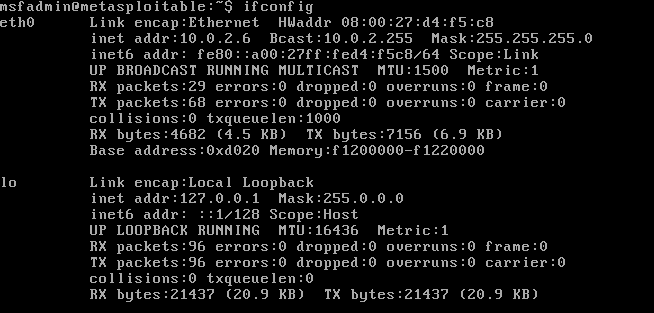 msfadmin@metasploitable:~$ ifconfig
eth0      Link encap:Ethernet  HWaddr 08:00:27:d4:f5:c8
          inet addr:10.0.2.6  Bcast:10.0.2.255  Mask:255.255.255.0
          inet6 addr: fe80::a00:27ff:fed4:f5c8/64 Scope:Link
          UP BROADCAST RUNNING MULTICAST  MTU:1500  Metric:1
          RX packets:29 errors:0 dropped:0 overruns:0 frame:0
          TX packets:68 errors:0 dropped:0 overruns:0 carrier:0
          collisions:0 txqueuelen:1000
          RX bytes:4682 (4.5 KB)  TX bytes:7156 (6.9 KB)
          Base address:0xd020 Memory:f1200000-f1220000
lo        Link encap:Local Loopback
          inet addr:127.0.0.1  Mask:255.0.0.0
          inet6 addr: ::1/128 Scope:Host
          UP LOOPBACK RUNNING  MTU:16436  Metric:1
          RX packets:96 errors:0 dropped:0 overruns:0 frame:0
          TX packets:96 errors:0 dropped:0 overruns:0 carrier:0
          collisions:0 txqueuelen:0
          RX bytes:21437 (20.9 KB)  TX bytes:21437 (20.9 KB)